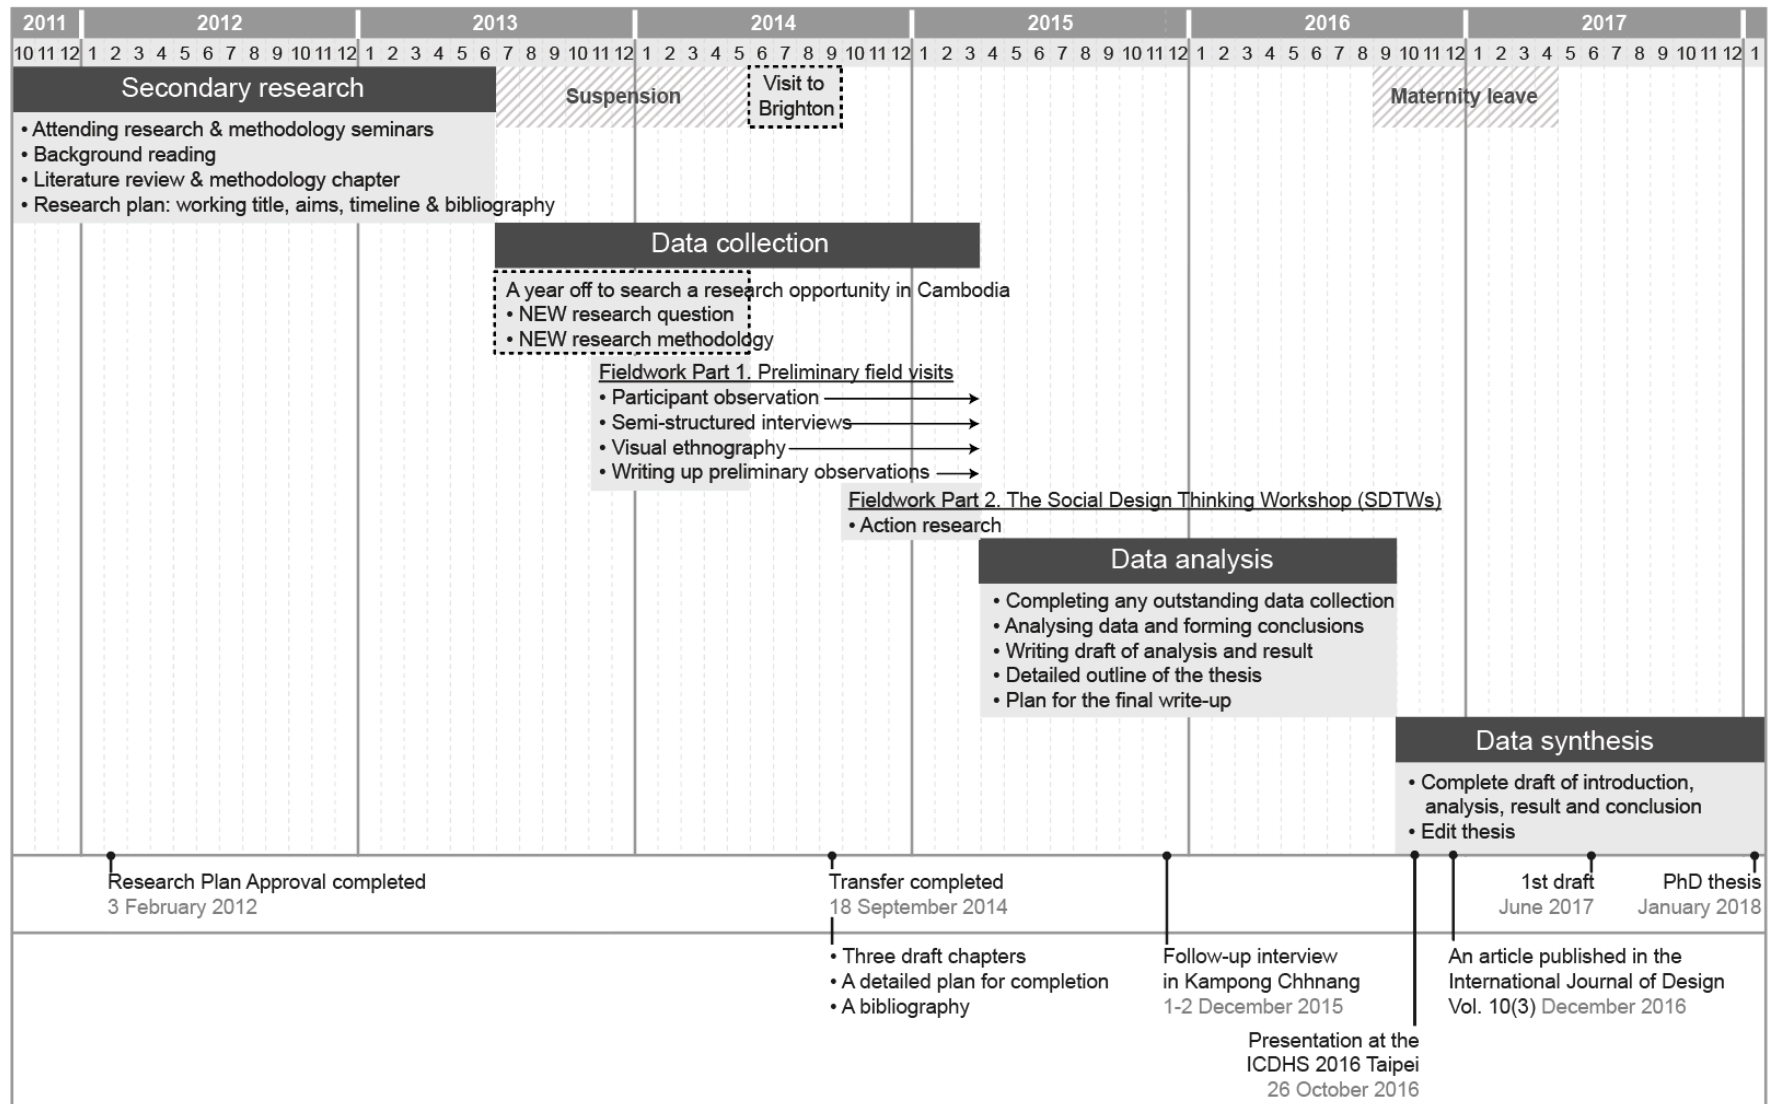 2011 2012 2013 2014 2015 2016 2017
10 11 12 1 2 3 4 5 6 7 8 9 10 11 12 1 2 3 4 5 6 7 8 9 10 11 12 1 2 3 4 5 6 7 8 9 10 11 12 1 2 3 4 5 6 7 8 9 10 11 12 1 2 3 4 5 6 7 8 9 10 11 12 1 2 3 4 5 6 7 8 9 10 11 12 1
Secondary research
• Attending research & methodology seminars
• Background reading
• Literature review & methodology chapter
• Research plan: working title, aims, timeline & bibliography
Suspension
Visit to
Brighton
Maternity leave
Data collection
A year off to search a research opportunity in Cambodia
• NEW research question
• NEW research methodology
Fieldwork Part 1. Preliminary field visits
• Participant observation
• Semi-structured interviews
• Visual ethnography
• Writing up preliminary observations
Fieldwork Part 2. The Social Design Thinking Workshop (SDTWs)
• Action research
Data analysis
• Completing any outstanding data collection
• Analysing data and forming conclusions
• Writing draft of analysis and result
• Detailed outline of the thesis
• Plan for the final write-up
Data synthesis
• Complete draft of introduction,
analysis, result and conclusion
• Edit thesis
Research Plan Approval completed
3 February 2012
Transfer completed
18 September 2014
• Three draft chapters
• A detailed plan for completion
• A bibliography
Follow-up interview
in Kampong Chhnang
1-2 December 2015
Presentation at the
ICDHS 2016 Taipei
26 October 2016
An article published in the
International Journal of Design
Vol. 10(3) December 2016
1st draft
June 2017
PhD thesis
January 2018